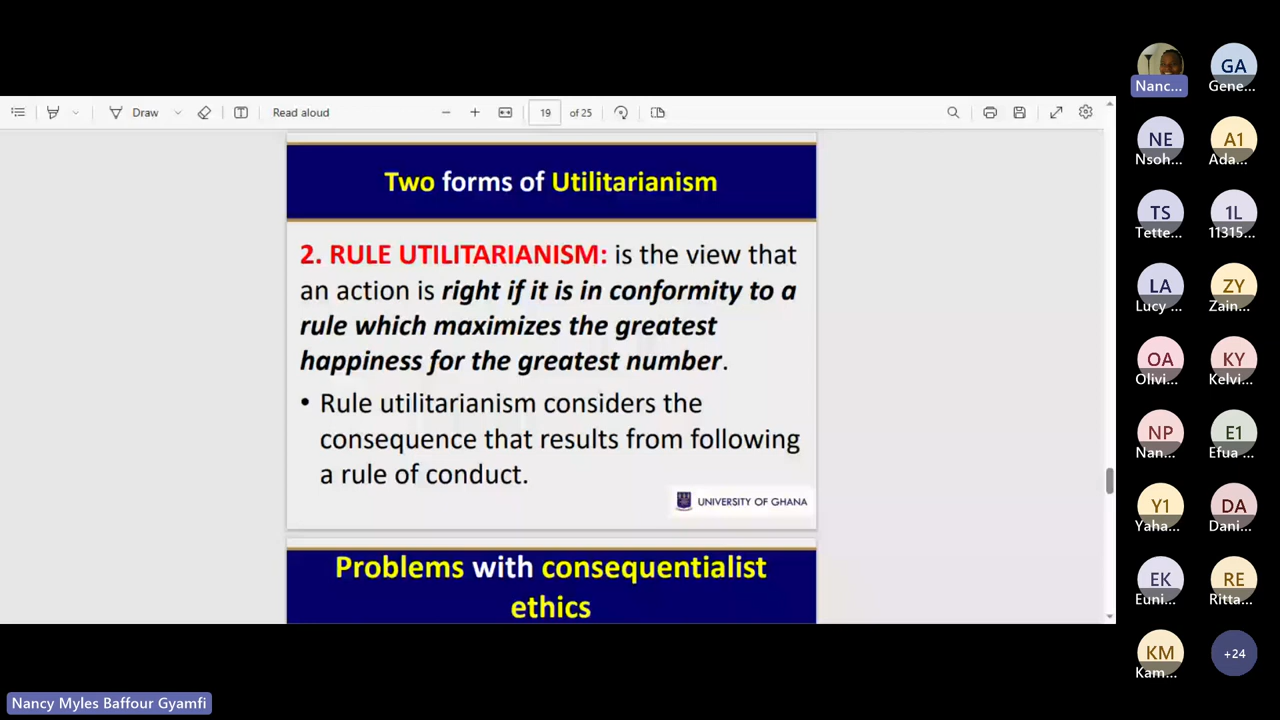 Draw
Read aloud
19 of 25
Two forms of Utilitarianism
2. RULE UTILITARIANISM: is the view that
an action is right if it is in conformity to a
rule which maximizes the greatest
happiness for the greatest number.
• Rule utilitarianism considers the
consequence that results from following
a rule of conduct.
UNIVERSITY OF GHANA
Problems with consequentialist
ethics
Nanc...
GA
Gene...
NE
Nsoh...
A1
Ada...
TS
Tette...
1L
11315...
LA
Lucy ...
ZY
Zain...
OA
Olivi...
KY
Kelvi...
NP
Nan...
E1
Efua ...
Y1
Yaha...
DA
Dani...
EK
Euni...
RE
Ritta...
KM
Kam...
+24
Nancy Myles Baffour Gyamfi